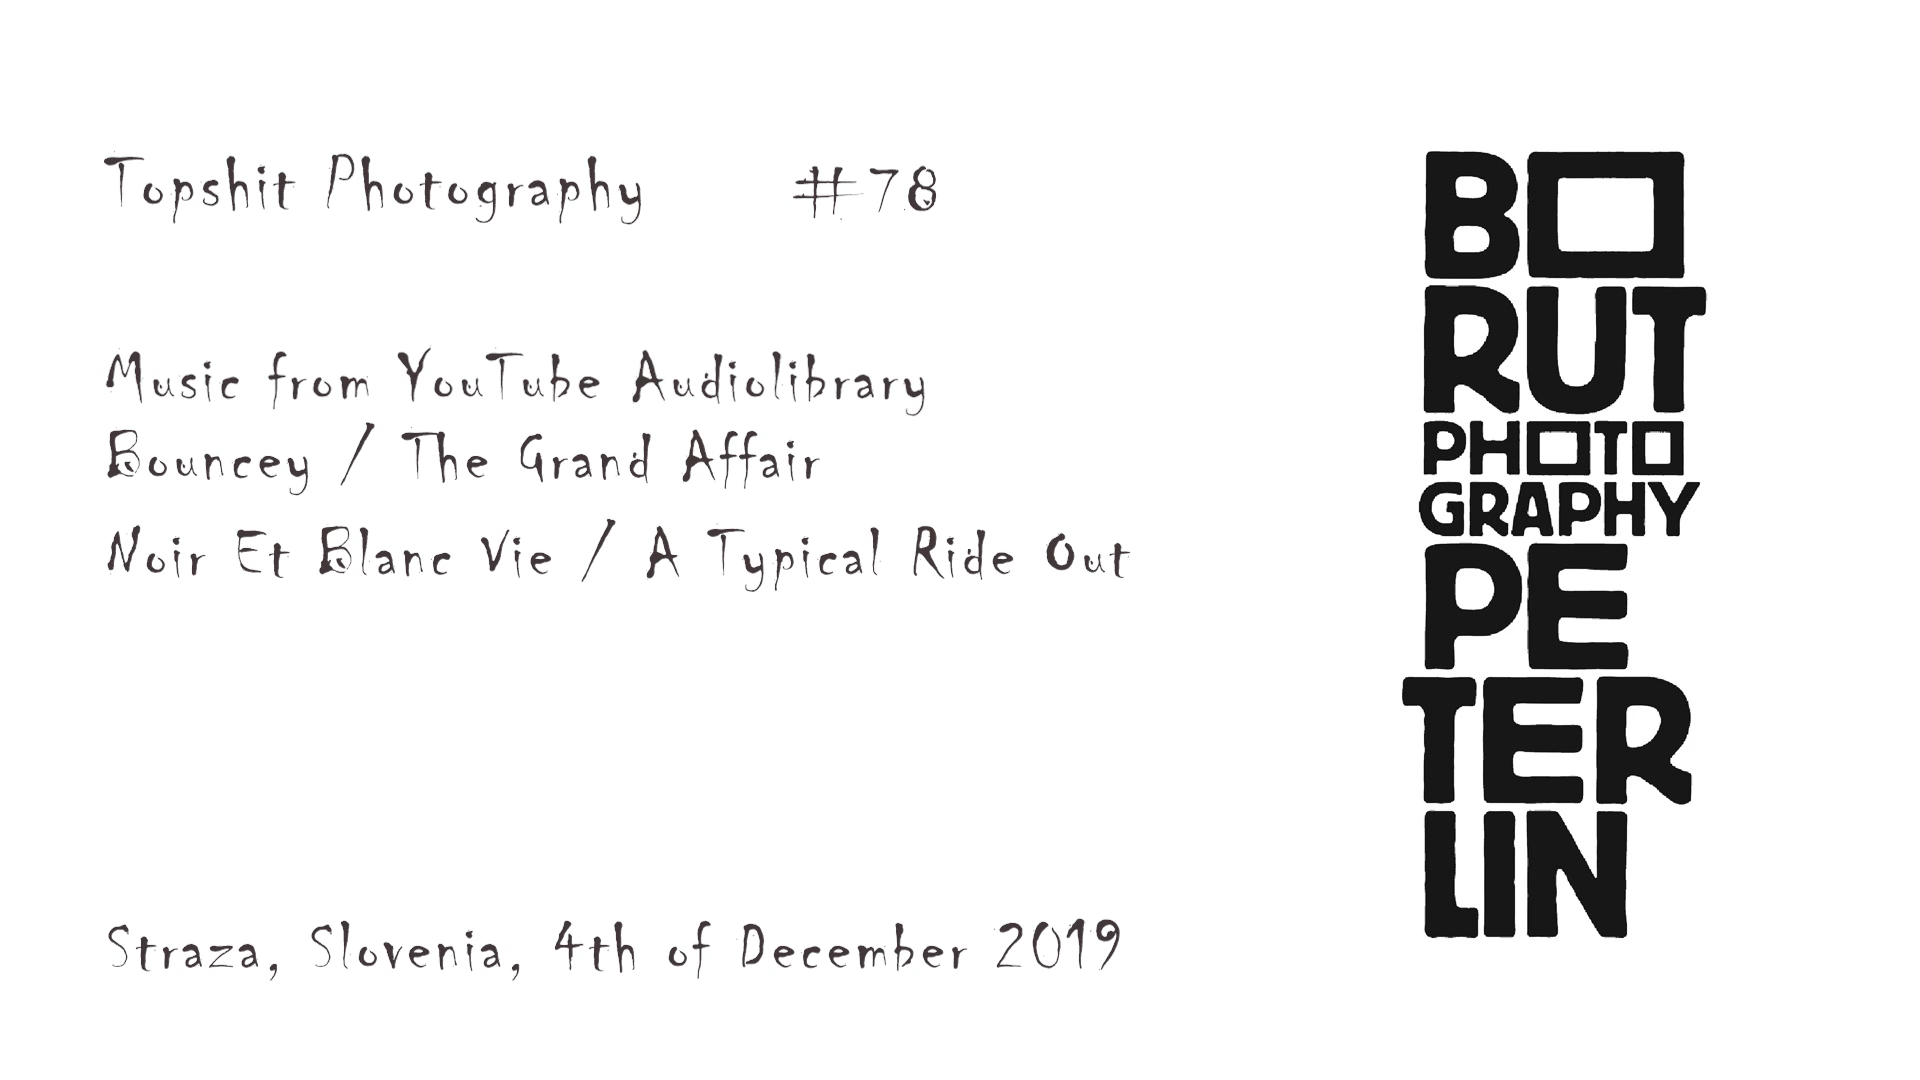 Topshit Photography #78
Music from YouTube Audiolibrary
Bouncey / The Grand Affair
Noir Et Blanc Vie / A Typical Ride Out
Straza, Slovenia, 4th of December 2019
BO
RUT
PHOTO
GRAPHY
PE
TER
LIN